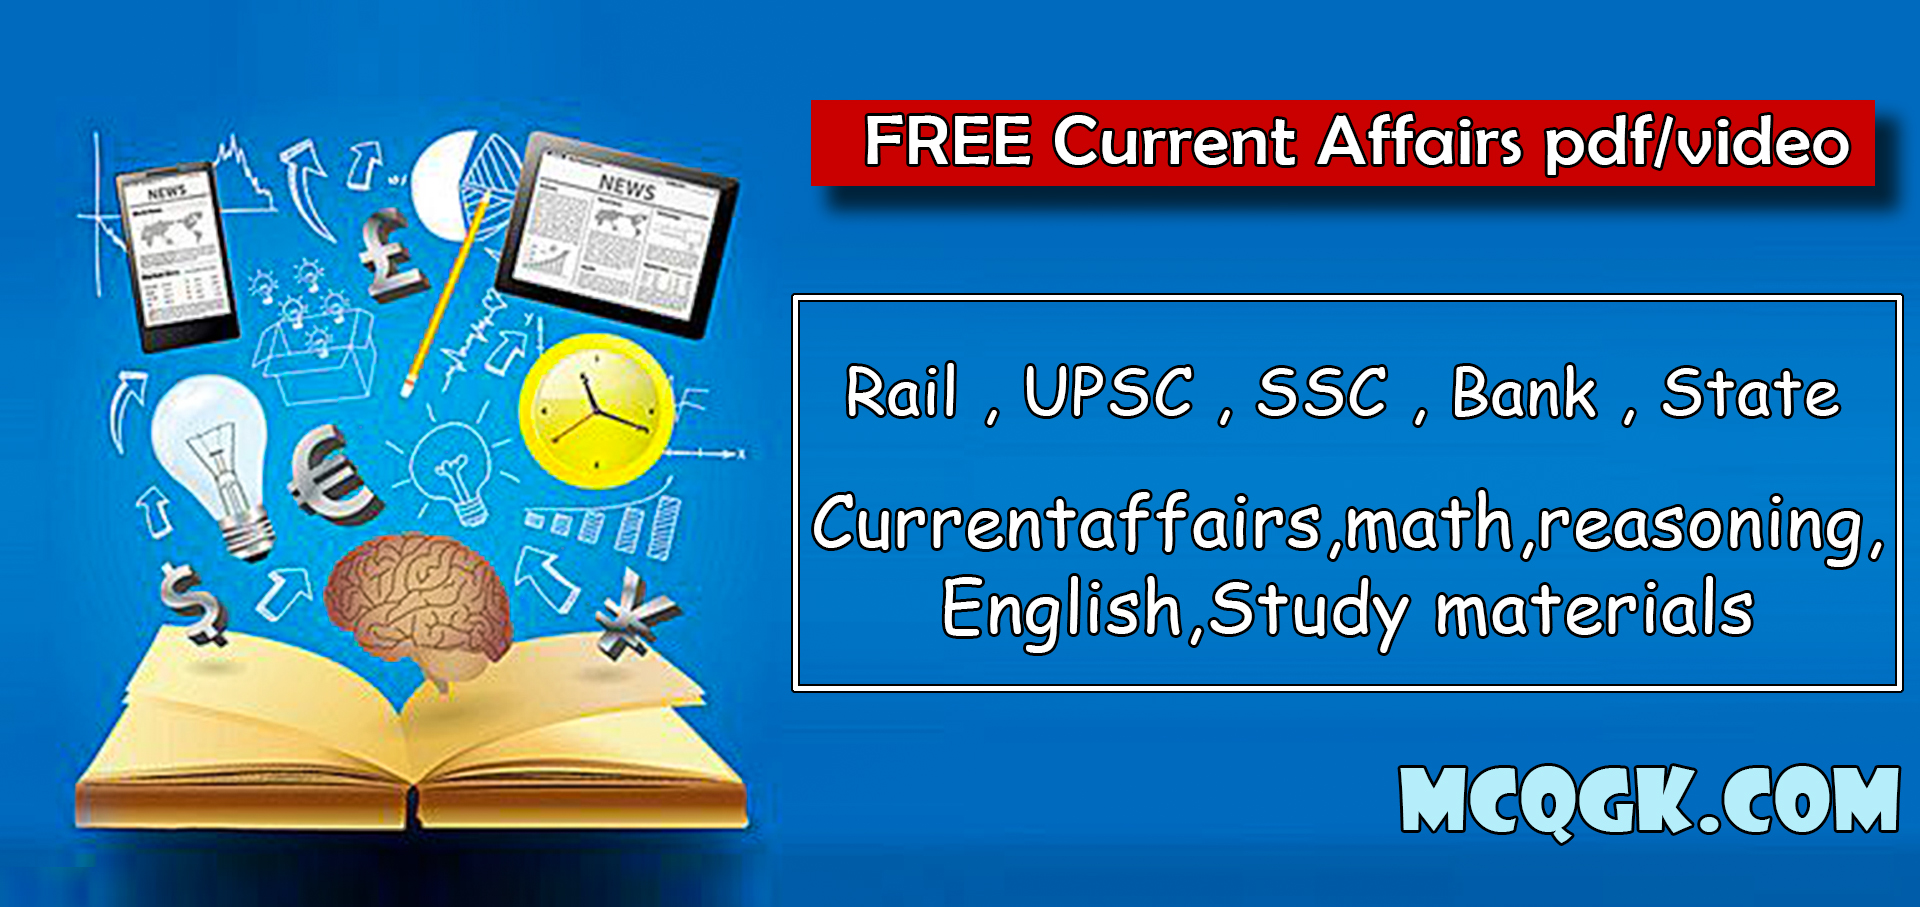 FREE Current Affairs pdf/video
NEWS
NEWS
Rail , UPSC , SSC , Bank , State
Currentaffairs,math,reasoning,
English,Study materials
MCQGK.COM